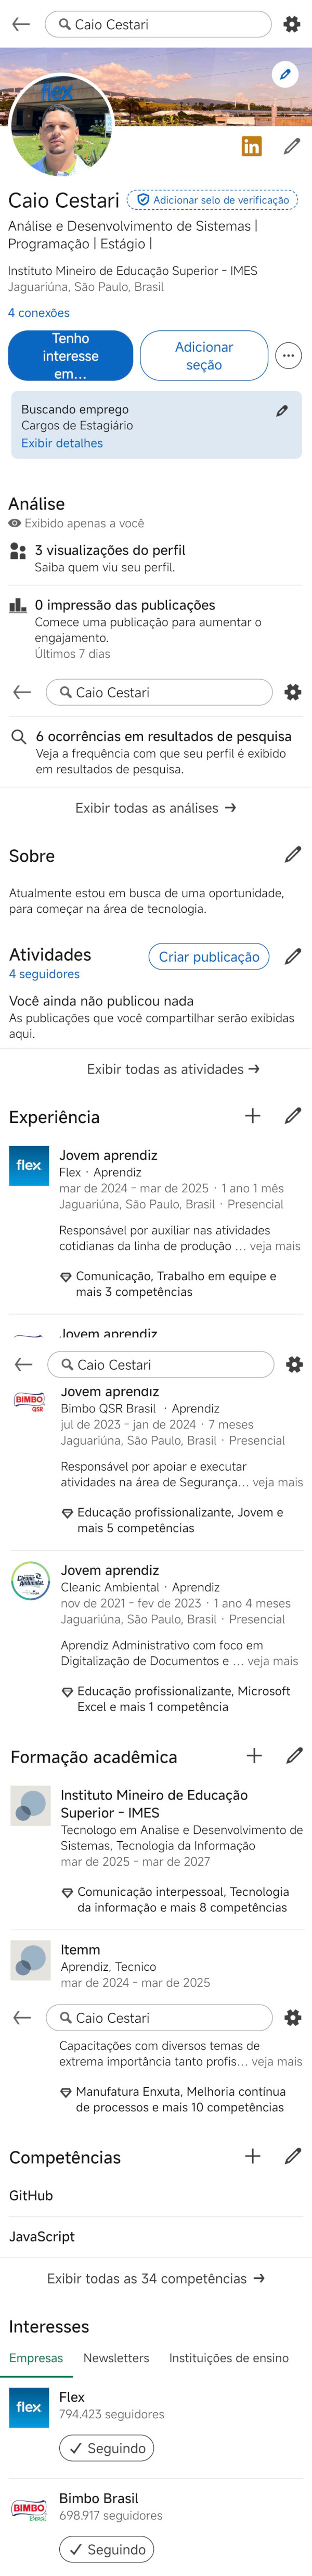 Caio Cestari
flex
in
Caio Cestari
Adicionar selo de verificação
Análise e Desenvolvimento de Sistemas |
Programação | Estágio |
Instituto Mineiro de Educação Superior - IMES
Jaguariúna, São Paulo, Brasil
4 conexões
Tenho
interesse
em...
Adicionar
seção
Buscando emprego
Cargos de Estagiário
Exibir detalhes
Análise
Exibido apenas a você
3 visualizações do perfil
Saiba quem viu seu perfil.
0 impressão das publicações
Comece uma publicação para aumentar o
engajamento.
Últimos 7 dias
Caio Cestari
6 ocorrências em resultados de pesquisa
Veja a frequência com que seu perfil é exibido
em resultados de pesquisa.
Exibir todas as análises →
Sobre
Atualmente estou em busca de uma oportunidade,
para começar na área de tecnologia.
Atividades
Criar publicação
4 seguidores
Você ainda não publicou nada
As publicações que você compartilhar serão exibidas
aqui.
Exibir todas as atividades →
Experiência
flex
Jovem aprendiz
Flex · Aprendiz
mar de 2024 - mar de 2025 · 1 ano 1 mês
Jaguariúna, São Paulo, Brasil · Presencial
Responsável por auxiliar nas atividades
cotidianas da linha de produção ... veja mais
Comunicação, Trabalho em equipe e
mais 3 competências
Jovem aprendiz
Caio Cestari
BIMBO
QSR
Jovem aprendiz
Bimbo QSR Brasil · Aprendiz
jul de 2023 - jan de 2024 · 7 meses
Jaguariúna, São Paulo, Brasil · Presencial
Responsável por apoiar e executar
atividades na área de Segurança... veja mais
Educação profissionalizante, Jovem e
mais 5 competências
Cleanic
Ambiental
Jovem aprendiz
Cleanic Ambiental · Aprendiz
nov de 2021 - fev de 2023 · 1 ano 4 meses
Jaguariúna, São Paulo, Brasil · Presencial
Aprendiz Administrativo com foco em
Digitalização de Documentos e ... veja mais
Educação profissionalizante, Microsoft
Excel e mais 1 competência
Formação acadêmica
Instituto Mineiro de Educação
Superior - IMES
Tecnologo em Analise e Desenvolvimento de
Sistemas, Tecnologia da Informação
mar de 2025 - mar de 2027
Comunicação interpessoal, Tecnologia
da informação e mais 8 competências
Itemm
Aprendiz, Tecnico
mar de 2024 - mar de 2025
Caio Cestari
Capacitações com diversos temas de
extrema importância tanto profis... veja mais
Manufatura Enxuta, Melhoria contínua
de processos e mais 10 competências
Competências
GitHub
JavaScript
Exibir todas as 34 competências →
Interesses
Empresas Newsletters Instituições de ensino
flex
Flex
794.423 seguidores
Seguindo
BIMBO
Brasil
Bimbo Brasil
698.917 seguidores
Seguindo